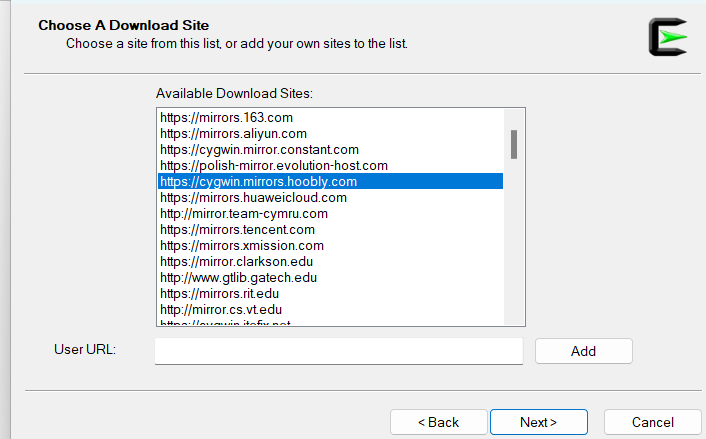 Choose A Download Site
Choose a site from this list, or add your own sites to the list.
Available Download Sites:
https://mirrors.163.com
https://mirrors.aliyun.com
https://cygwin.mirror.constant.com
https://polish-mirror.evolution-host.com
https://cygwin.mirrors.hoobly.com
https://mirrors.huaweicloud.com
http://mirror.team-cymru.com
https://mirrors.tencent.com
https://mirrors.xmission.com
https://mirror.clarkson.edu
http://www.gtlib.gatech.edu
https://mirrors.rit.edu
http://mirror.cs.vt.edu
https://cygwin.itefix.net
User URL:
Add
< Back
Next >
Cancel